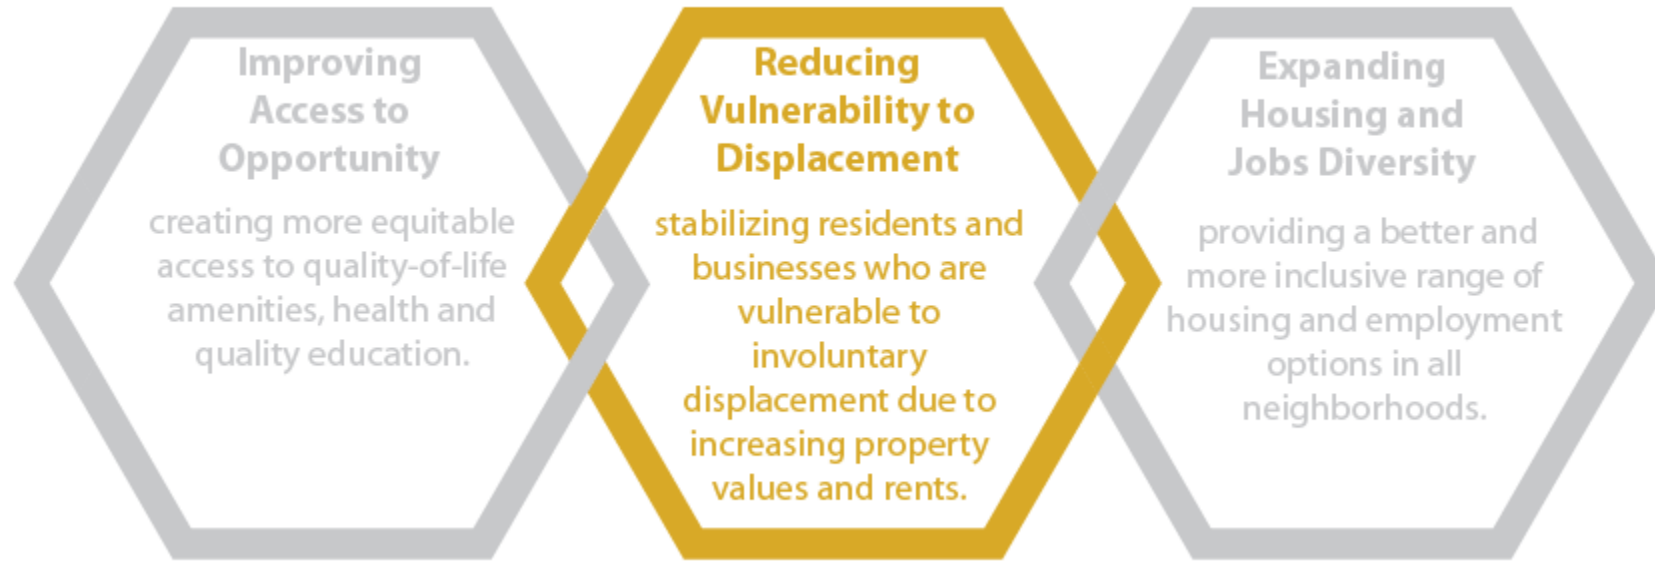 Improving
Access to
Opportunity
creating more equitable
access to quality-of-life
amenities, health and
quality education.
Reducing
Vulnerability to
Displacement
stabilizing residents and
businesses who are
vulnerable to
involuntary
displacement due to
increasing property
values and rents.
Expanding
Housing and
Jobs Diversity
providing a better and
more inclusive range of
housing and employment
options in all
neighborhoods.